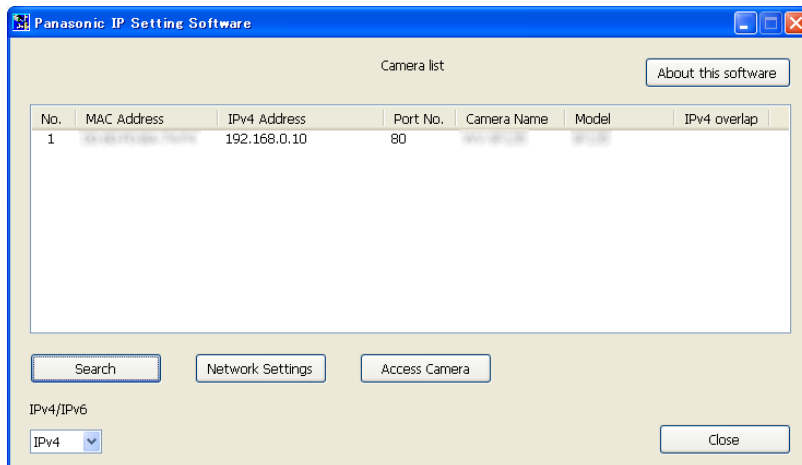 Panasonic IP Setting Software
Camera list
About this software
No. MAC Address IPv4 Address Port No. Camera Name Model IPv4 overlap
1 192.168.0.10 80
Search Network Settings Access Camera
IPv4/IPv6
IPv4 Close